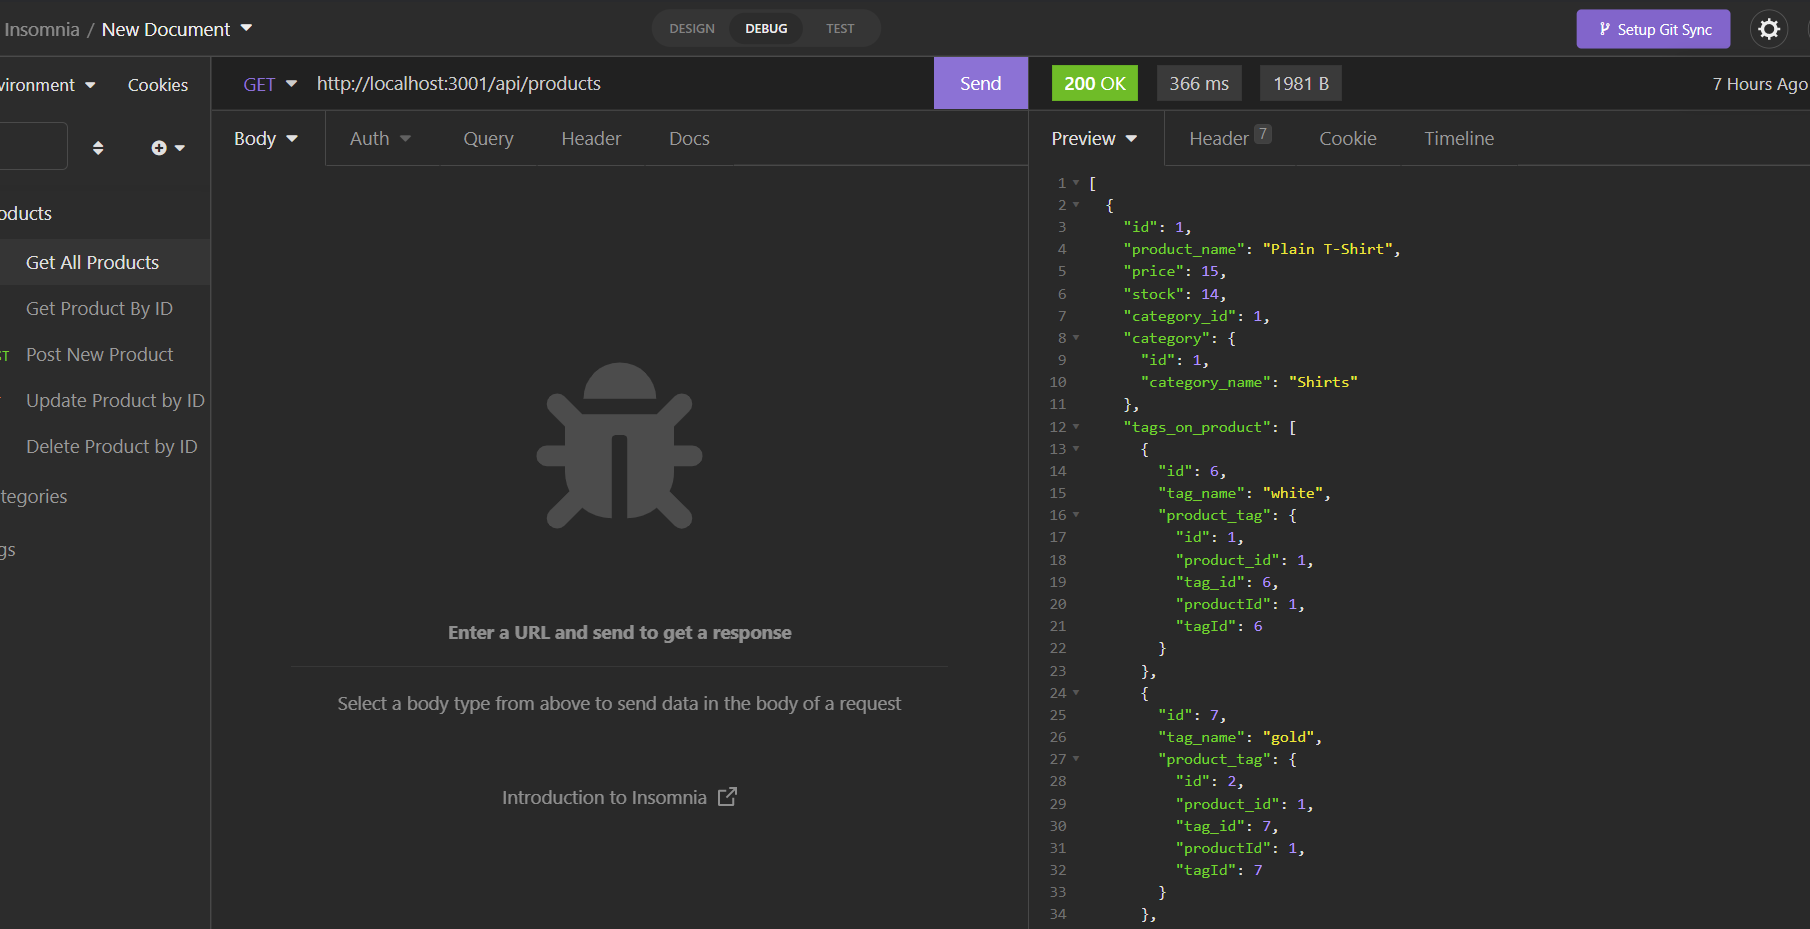 Insomnia / New Document
DESIGN DEBUG TEST
Setup Git Sync
vironment
Cookies
oducts
Get All Products
Get Product By ID
ST Post New Product
Update Product by ID
Delete Product by ID
tegories
gs
GET http://localhost:3001/api/products Send
Body Auth Query Header Docs
Enter a URL and send to get a response
Select a body type from above to send data in the body of a request
Introduction to Insomnia
200 OK 366 ms 1981 B 7 Hours Ago
Preview Header 7 Cookie Timeline
1 [
2 {
3 "id": 1,
4 "product_name": "Plain T-Shirt",
5 "price": 15,
6 "stock": 14,
7 "category_id": 1,
8 "category": {
9 "id": 1,
10 "category_name": "Shirts"
11 },
12 "tags_on_product": [
13 {
14 "id": 6,
15 "tag_name": "white",
16 "product_tag": {
17 "id": 1,
18 "product_id": 1,
19 "tag_id": 6,
20 "productId": 1,
21 "tagId": 6
22 }
23 },
24 {
25 "id": 7,
26 "tag_name": "gold",
27 "product_tag": {
28 "id": 2,
29 "product_id": 1,
30 "tag_id": 7,
31 "productId": 1,
32 "tagId": 7
33 }
34 },